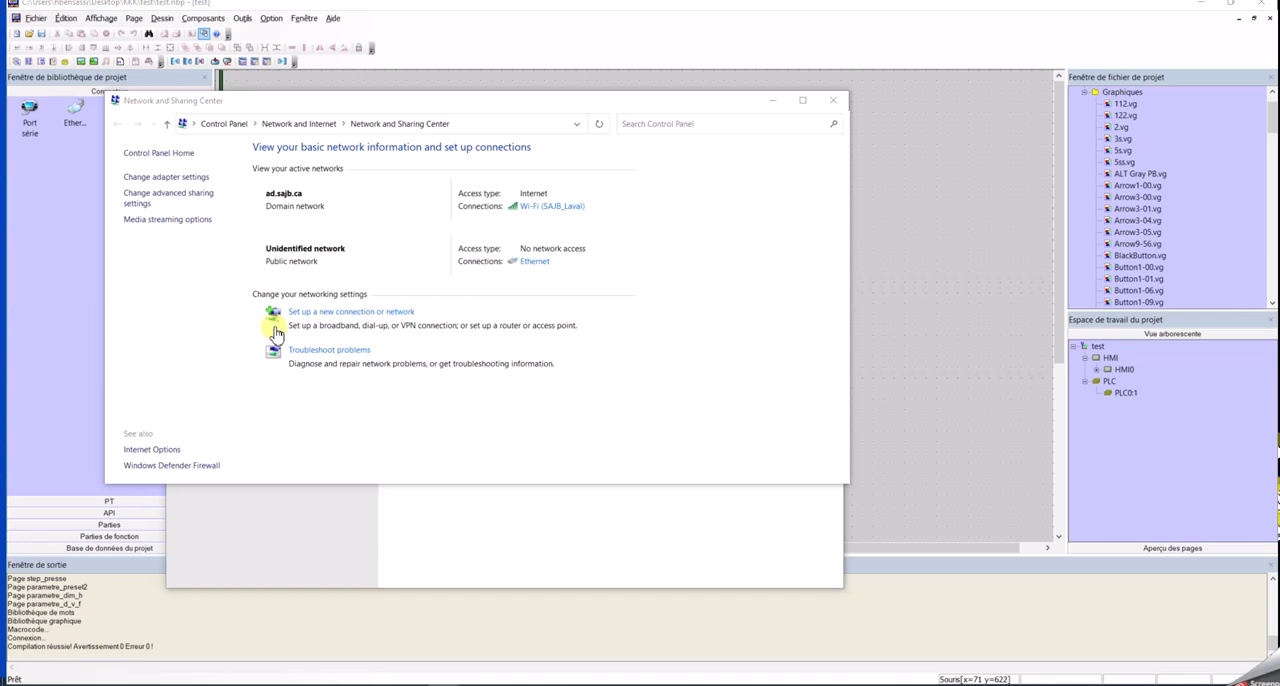 C:\Users\hbensassi\Desktop\KKK\test\test.nbp - [test]
Fichier Édition Affichage Page Dessin Composants Outils Option Fenêtre Aide
Fenêtre de bibliothèque de projet
Port série
Ether...
PT
API
Parties
Parties de fonction
Base de données du projet
Network and Sharing Center
Control Panel > Network and Internet > Network and Sharing Center
Search Control Panel
Control Panel Home
Change adapter settings
Change advanced sharing
settings
Media streaming options
See also
Internet Options
Windows Defender Firewall
View your basic network information and set up connections
View your active networks
ad.sajb.ca
Domain network
Access type: Internet
Connections: Wi-Fi (SAJB_Laval)
Unidentified network
Public network
Access type: No network access
Connections: Ethernet
Change your networking settings
Set up a new connection or network
Set up a broadband, dial-up, or VPN connection; or set up a router or access point.
Troubleshoot problems
Diagnose and repair network problems, or get troubleshooting information.
Fenêtre de fichier de projet
Graphiques
112.vg
122.vg
2.vg
3s.vg
5s.vg
5ss.vg
ALT Gray PB.vg
Arrow1-00.vg
Arrow3-00.vg
Arrow3-01.vg
Arrow3-04.vg
Arrow3-05.vg
Arrow9-56.vg
BlackButton.vg
Button1-00.vg
Button1-01.vg
Button1-06.vg
Button1-09.vg
Espace de travail du projet
Vue arborescente
test
HMI
HMI0
PLC
PLC0:1
Aperçu des pages
Fenêtre de sortie
Page step_presse
Page parametre_preset2
Page parametre_dim_h
Page parametre_d_v_f
Bibliothèque de mots
Bibliothèque graphique
Macrocode..
Connexion..
Compilation réussie! Avertissement 0 Erreur 0 !
Prêt
Souris[x=71 y=622]